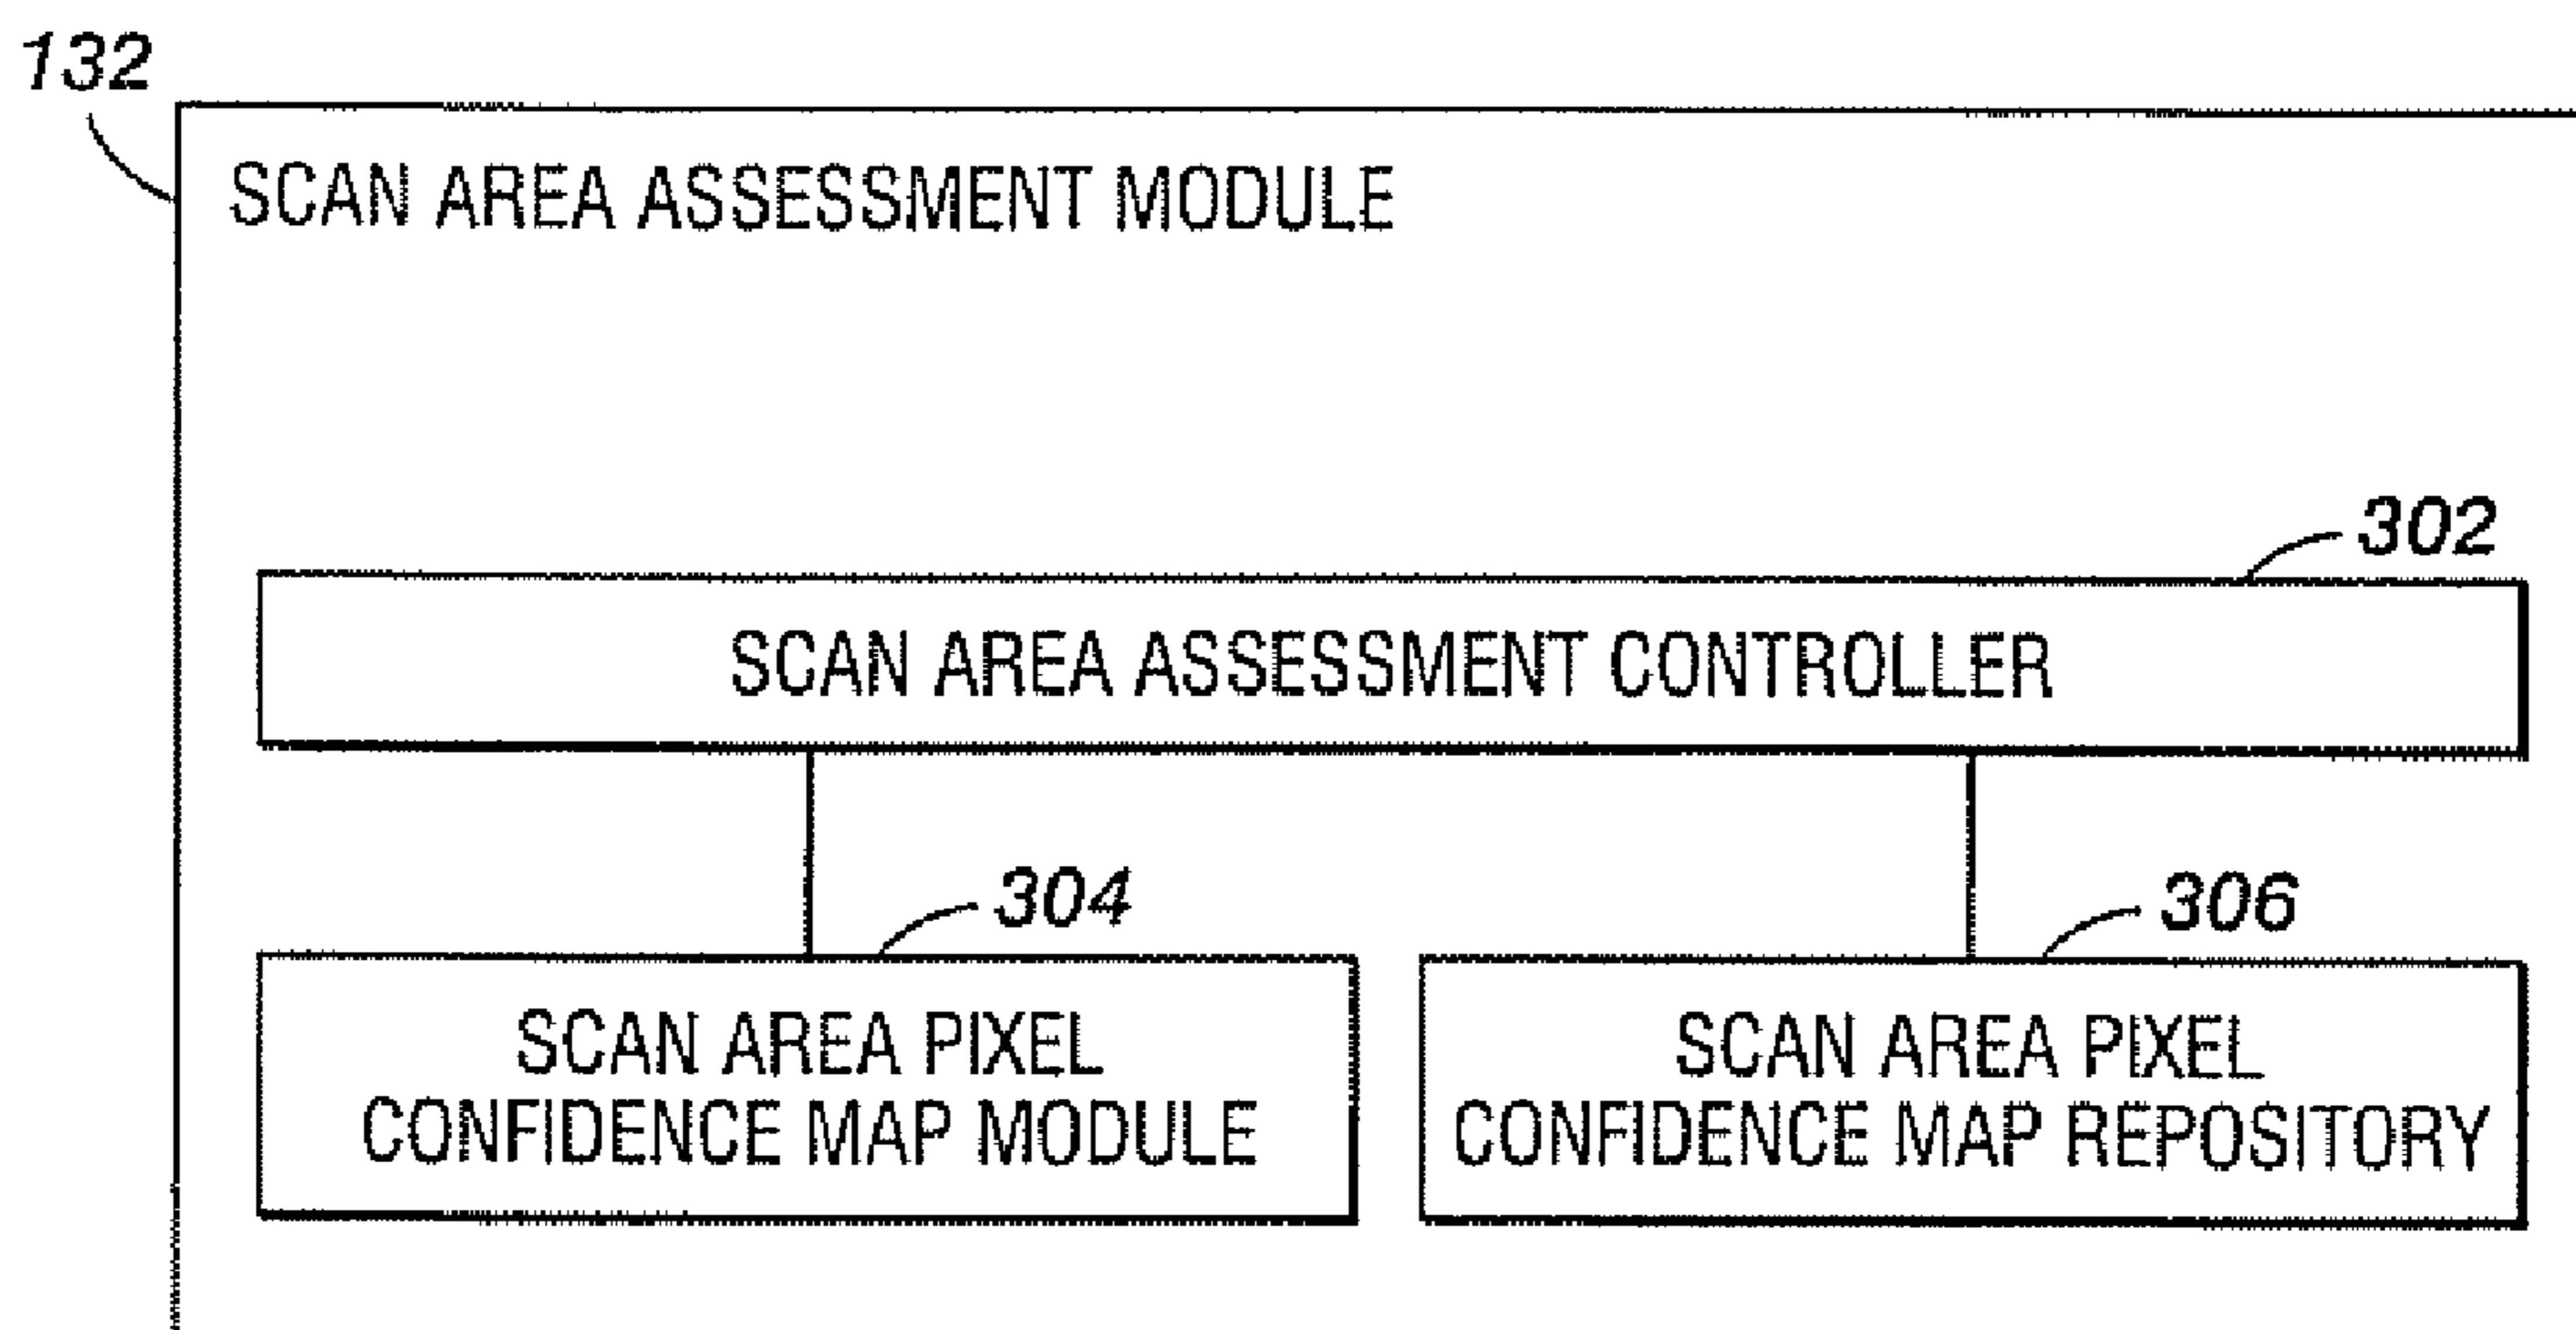 132
SCAN AREA ASSESSMENT MODULE
302
SCAN AREA ASSESSMENT CONTROLLER
304
SCAN AREA PIXEL
CONFIDENCE MAP MODULE
306
SCAN AREA PIXEL
CONFIDENCE MAP REPOSITORY